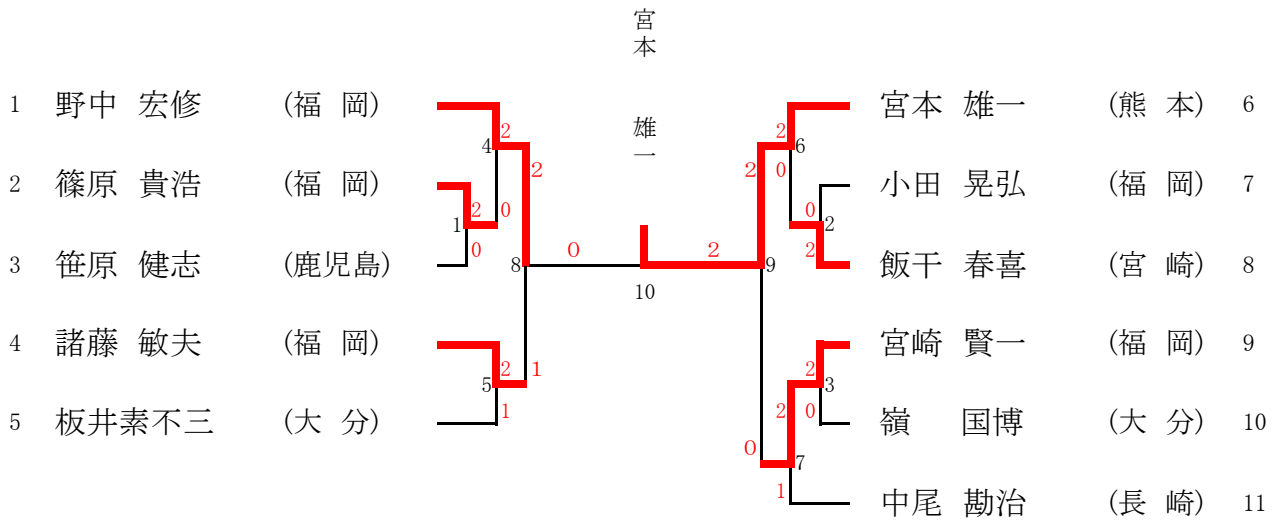 宮本
雄一
1 野中 宏修 (福 岡) 宮本 雄一 (熊 本) 6
2 2
4 6
2 2 0
2 篠原 貴浩 (福 岡) 小田 晃弘 (福 岡) 7
2 0 0
1 2
0 2
3 笹原 健志 (鹿児島) 0 2 飯干 春喜 (宮 崎) 8
8 9
10
4 諸藤 敏夫 (福 岡) 宮崎 賢一 (福 岡) 9
2 1 2
5 3
1 2 0
5 板井素不三 (大 分) 嶺 国博 (大 分) 10
0
7
1
中尾 勘治 (長 崎) 11